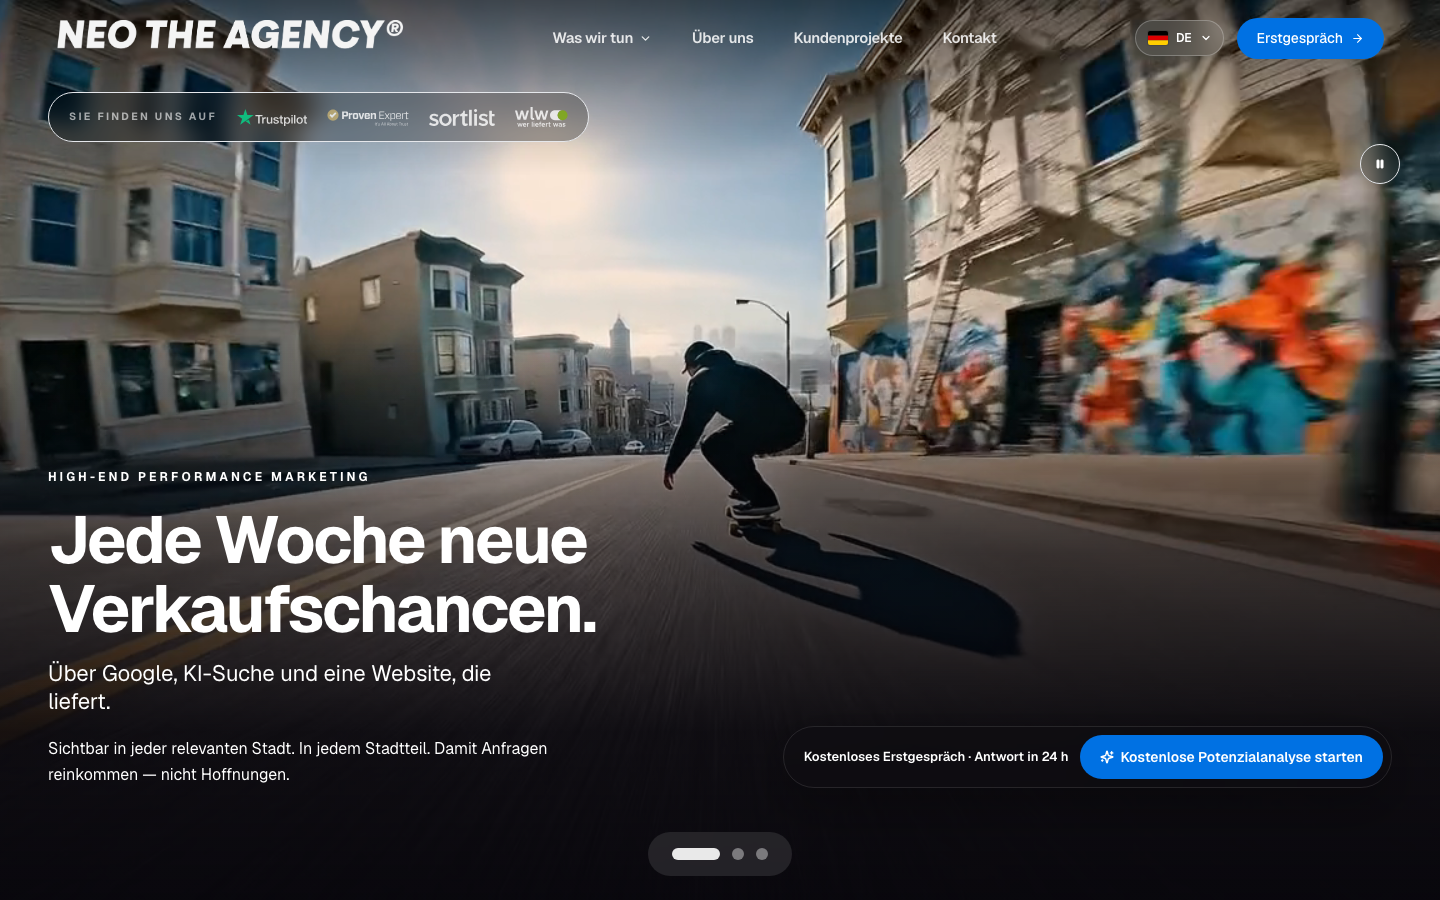 NEO THE AGENCY®
Was wir tun
Über uns
Kundenprojekte
Kontakt
DE
Erstgespräch
SIE FINDEN UNS AUF
Trustpilot
Proven Expert
sortlist
wlw
wer liefert was
HIGH-END PERFORMANCE MARKETING
Jede Woche neue
Verkaufschancen.
Über Google, KI-Suche und eine Website, die
liefert.
Sichtbar in jeder relevanten Stadt. In jedem Stadtteil. Damit Anfragen
reinkommen — nicht Hoffnungen.
Kostenloses Erstgespräch · Antwort in 24 h
Kostenlose Potenzialanalyse starten